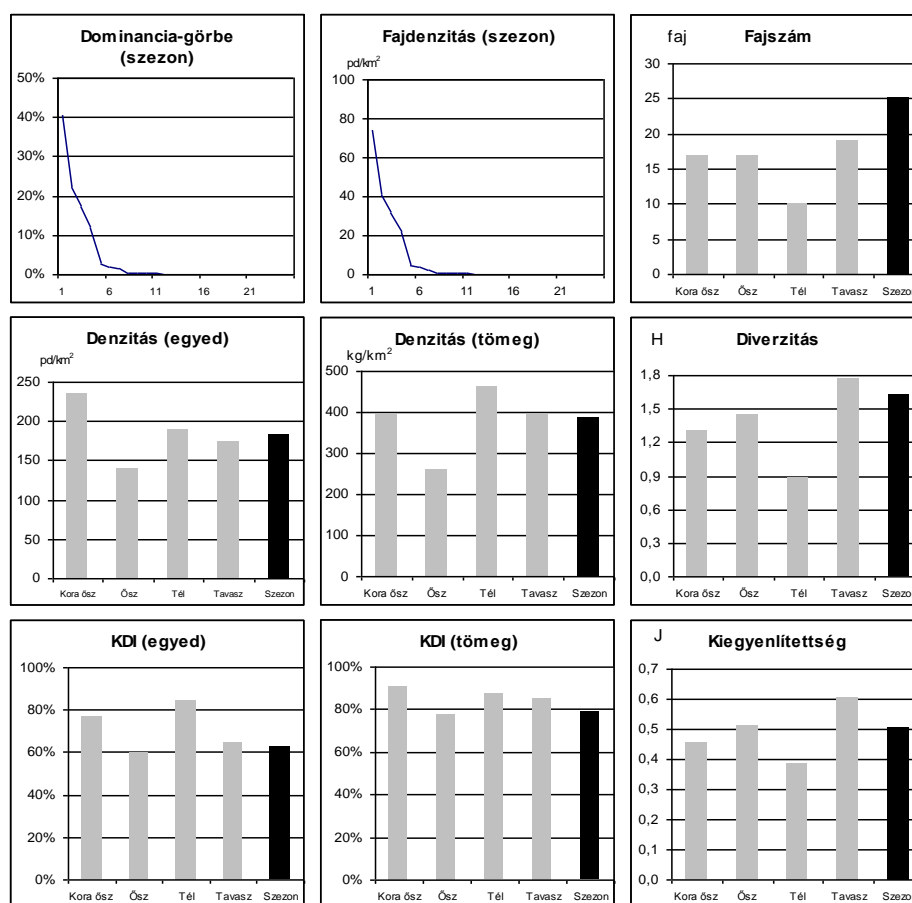 Dominancia-görbe
(szezon)
50%
40%
30%
20%
10%
0%
1 6 11 16 21
Fajdenzitás (szezon)
pd/km²
100
80
60
40
20
0
1 6 11 16 21
faj Fajszám
30
25
20
15
10
5
0
Kora ősz Ősz Tél Tavasz Szezon
Denzitás (egyed)
pd/km²
250
200
150
100
50
0
Kora ősz Ősz Tél Tavasz Szezon
Denzitás (tömeg)
kg/km²
500
400
300
200
100
0
Kora ősz Ősz Tél Tavasz Szezon
H Diverzitás
1,8
1,5
1,2
0,9
0,6
0,3
0,0
Kora ősz Ősz Tél Tavasz Szezon
KDI (egyed)
100%
80%
60%
40%
20%
0%
Kora ősz Ősz Tél Tavasz Szezon
KDI (tömeg)
100%
80%
60%
40%
20%
0%
Kora ősz Ősz Tél Tavasz Szezon
J Kiegyenlítettség
0,7
0,6
0,5
0,4
0,3
0,2
0,1
0,0
Kora ősz Ősz Tél Tavasz Szezon